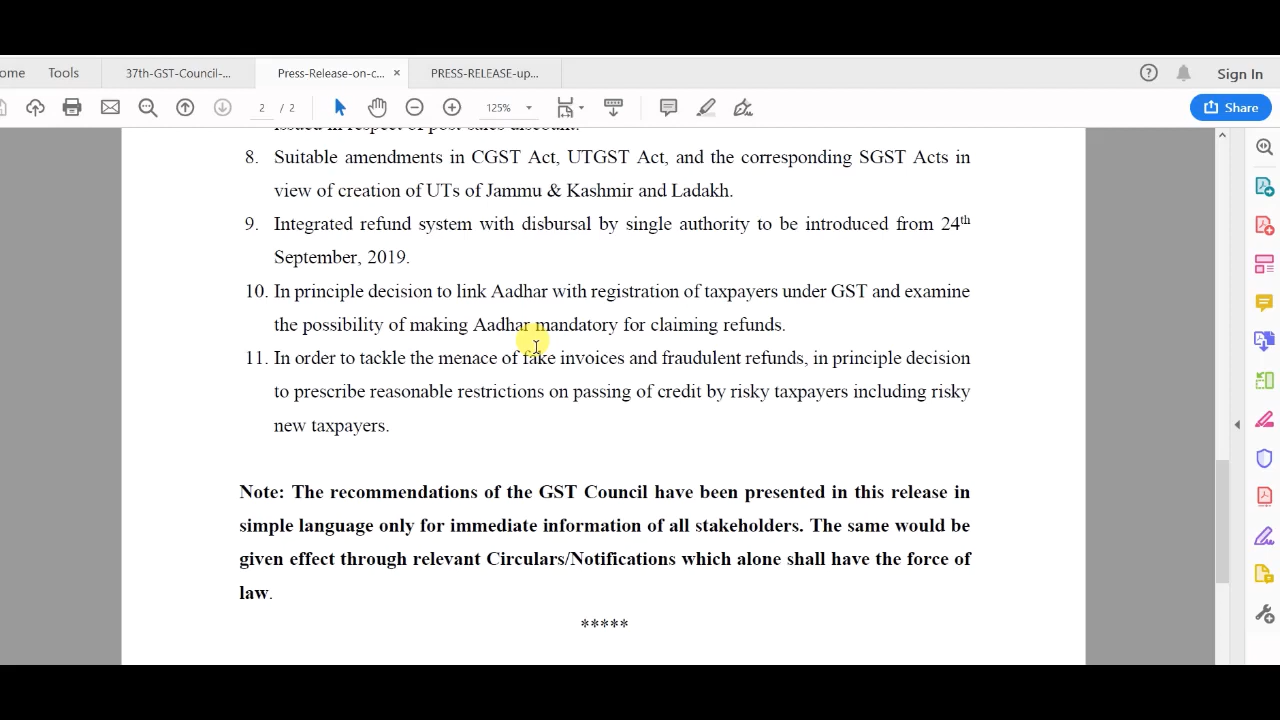 ome
Tools
37th-GST-Council-...
Press-Release-on-c...
×
PRESS-RELEASE-up...
Sign In
2 / 2
125%
Share
issued in respect of post-sales discount.
8. Suitable amendments in CGST Act, UTGST Act, and the corresponding SGST Acts in
view of creation of UTs of Jammu & Kashmir and Ladakh.
9. Integrated refund system with disbursal by single authority to be introduced from 24th
September, 2019.
10. In principle decision to link Aadhar with registration of taxpayers under GST and examine
the possibility of making Aadhar mandatory for claiming refunds.
11. In order to tackle the menace of fake invoices and fraudulent refunds, in principle decision
to prescribe reasonable restrictions on passing of credit by risky taxpayers including risky
new taxpayers.
Note: The recommendations of the GST Council have been presented in this release in
simple language only for immediate information of all stakeholders. The same would be
given effect through relevant Circulars/Notifications which alone shall have the force of
law.
*****